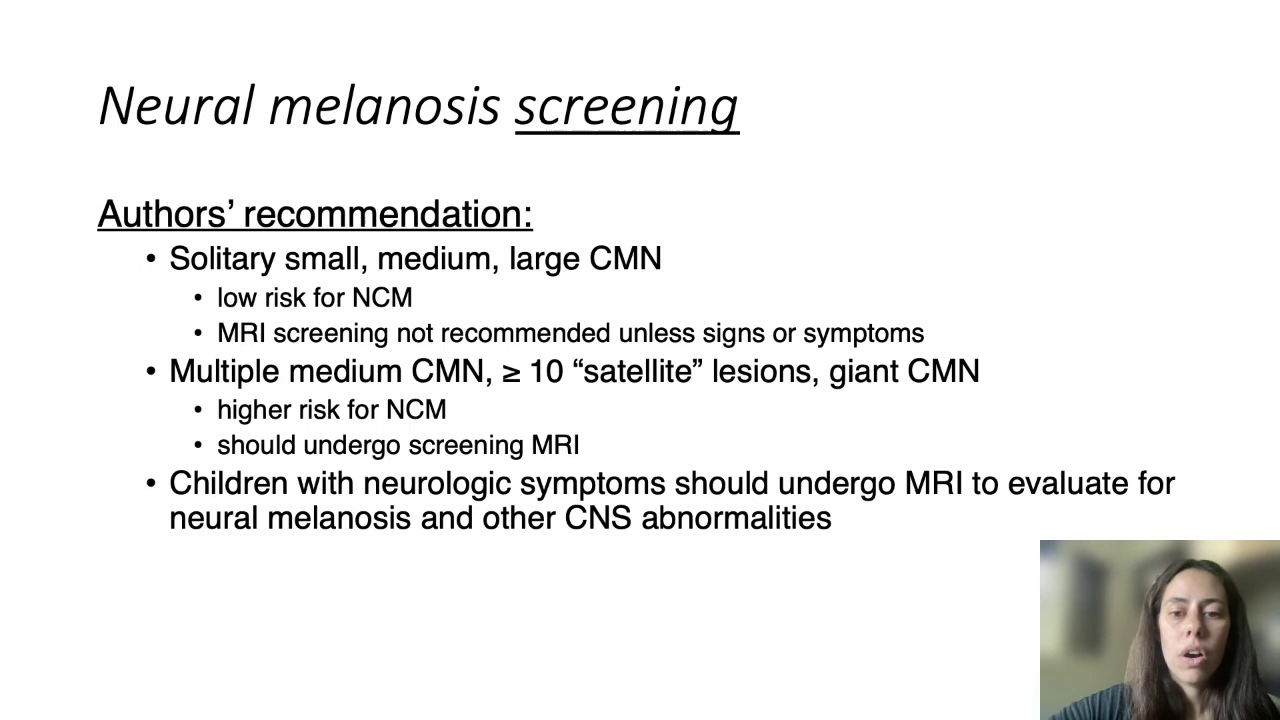 Neural melanosis screening
Authors’ recommendation:
• Solitary small, medium, large CMN
• low risk for NCM
• MRI screening not recommended unless signs or symptoms
• Multiple medium CMN, ≥ 10 “satellite” lesions, giant CMN
• higher risk for NCM
• should undergo screening MRI
• Children with neurologic symptoms should undergo MRI to evaluate for
neural melanosis and other CNS abnormalities